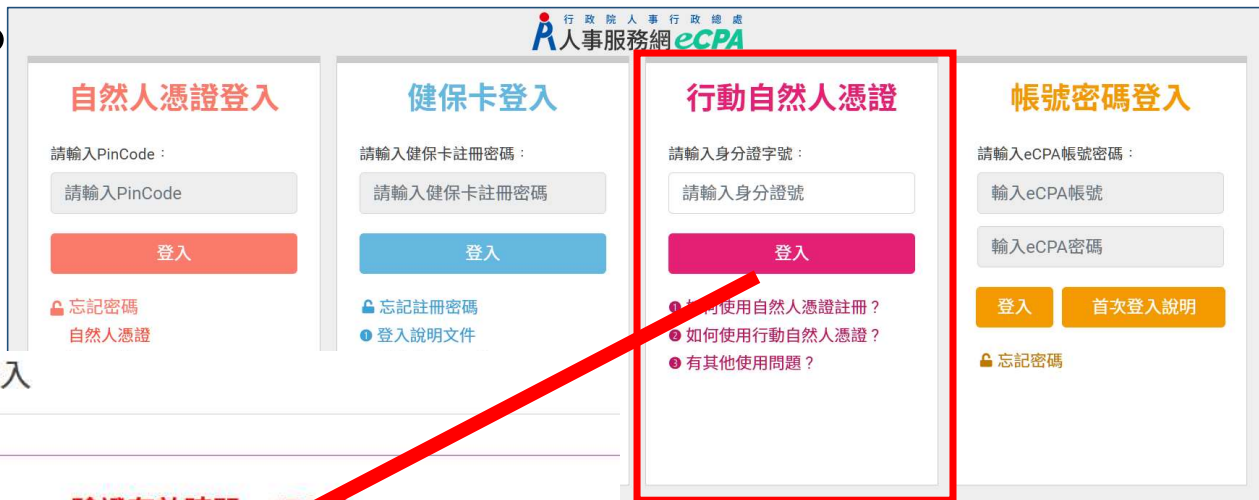 行政院人事行政總處
人事服務網eCPA
自然人憑證登入
請輸入PinCode：
請輸入PinCode
登入
忘記密碼
自然人憑證
健保卡登入
請輸入健保卡註冊密碼：
請輸入健保卡註冊密碼
登入
忘記註冊密碼
❶ 登入說明文件
行動自然人憑證
請輸入身分證字號：
請輸入身分證號
登入
❶ 如何使用自然人憑證註冊？
❷ 如何使用行動自然人憑證？
❸ 有其他使用問題？
帳號密碼登入
請輸入eCPA帳號密碼：
輸入eCPA帳號
輸入eCPA密碼
登入
首次登入說明
忘記密碼
入